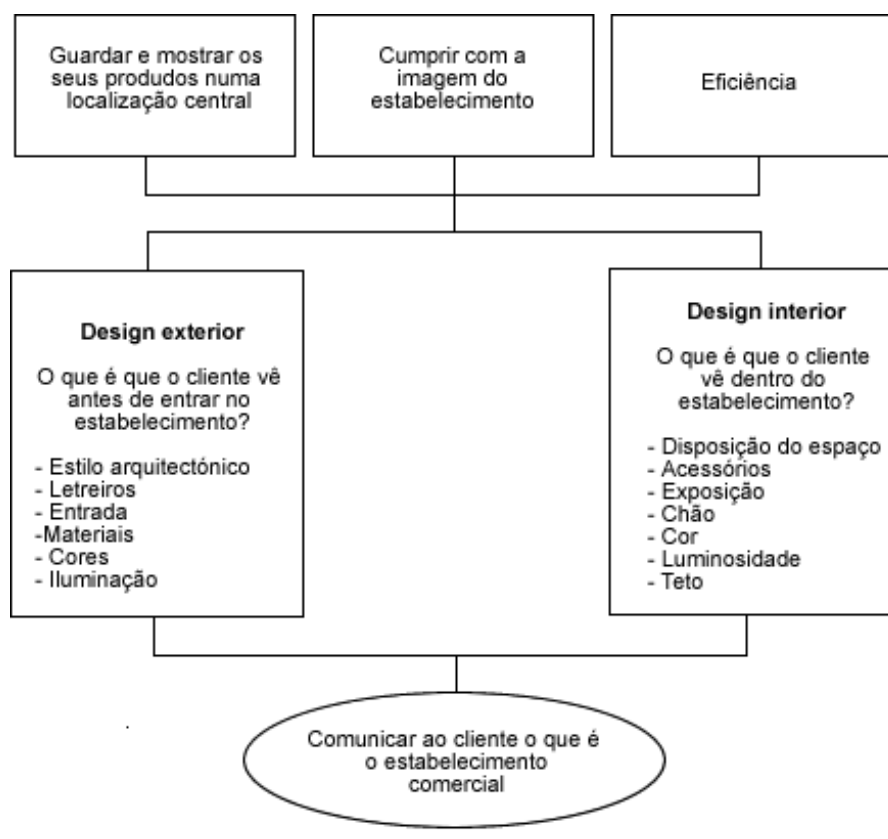 Guardar e mostrar os
seus produdos numa
localização central
Cumprir com a
imagem do
estabelecimento
Eficiência
Design exterior
O que é que o cliente vê
antes de entrar no
estabelecimento?
- Estilo arquitectónico
- Letreiros
- Entrada
-Materiais
- Cores
- Iluminação
Design interior
O que é que o cliente
vê dentro do
estabelecimento?
- Disposição do espaço
- Acessórios
- Exposição
- Chão
- Cor
- Luminosidade
- Teto
Comunicar ao cliente o que é
o estabelecimento
comercial